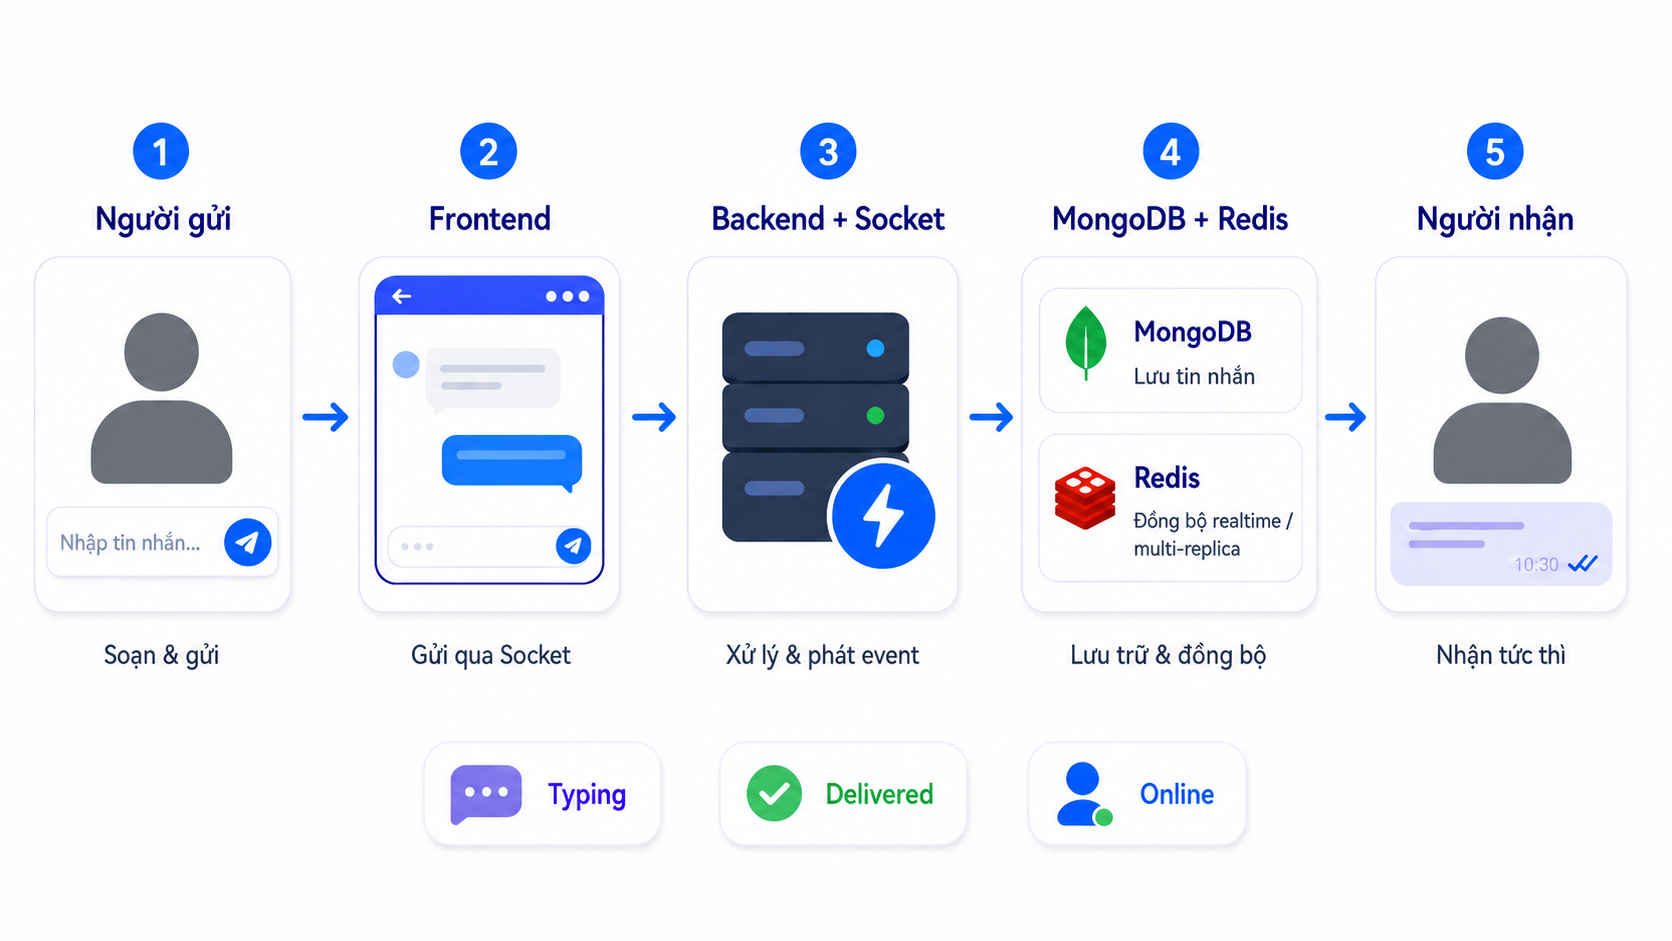 1
Người gửi
Nhập tin nhắn...
Soạn & gửi
2
Frontend
Gửi qua Socket
3
Backend + Socket
Xử lý & phát event
4
MongoDB + Redis
MongoDB
Lưu tin nhắn
Redis
Đồng bộ realtime /
multi-replica
Lưu trữ & đồng bộ
5
Người nhận
10:30
Nhận tức thì
Typing
Delivered
Online